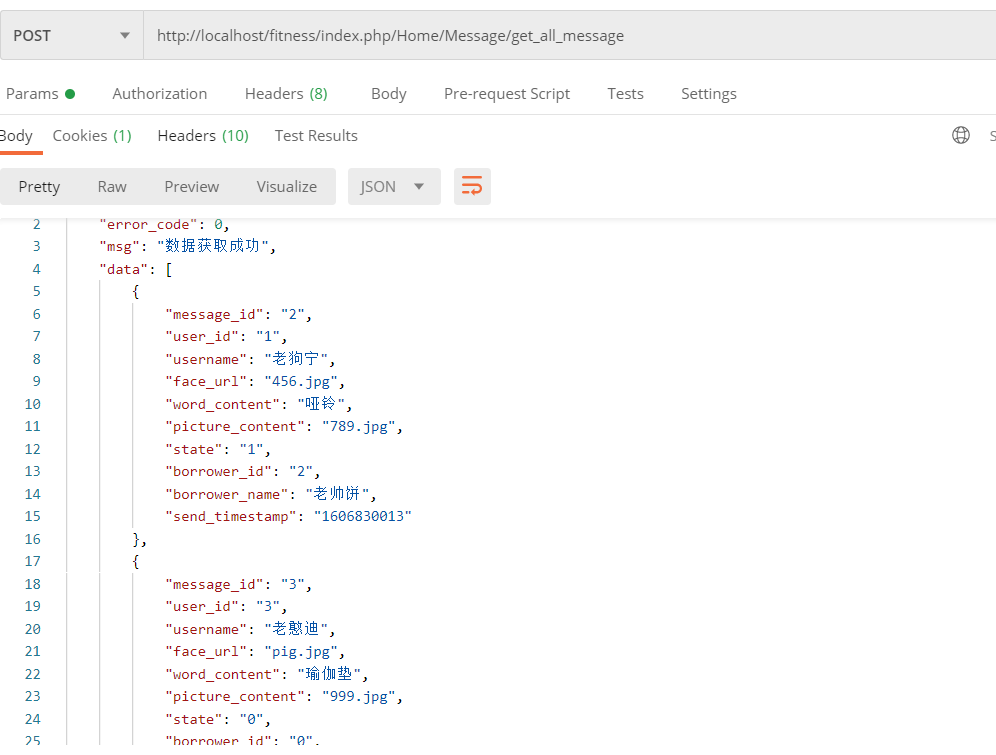 POST http://localhost/fitness/index.php/Home/Message/get_all_message
Params Authorization Headers (8) Body Pre-request Script Tests Settings
Body Cookies (1) Headers (10) Test Results S
Pretty Raw Preview Visualize JSON
2 "error_code": 0,
3 "msg": "数据获取成功",
4 "data": [
5 {
6 "message_id": "2",
7 "user_id": "1",
8 "username": "老狗宁",
9 "face_url": "456.jpg",
10 "word_content": "哑铃",
11 "picture_content": "789.jpg",
12 "state": "1",
13 "borrower_id": "2",
14 "borrower_name": "老帅饼",
15 "send_timestamp": "1606830013"
16 },
17 {
18 "message_id": "3",
19 "user_id": "3",
20 "username": "老憨迪",
21 "face_url": "pig.jpg",
22 "word_content": "瑜伽垫",
23 "picture_content": "999.jpg",
24 "state": "0",
25 "borrower_id": "0",